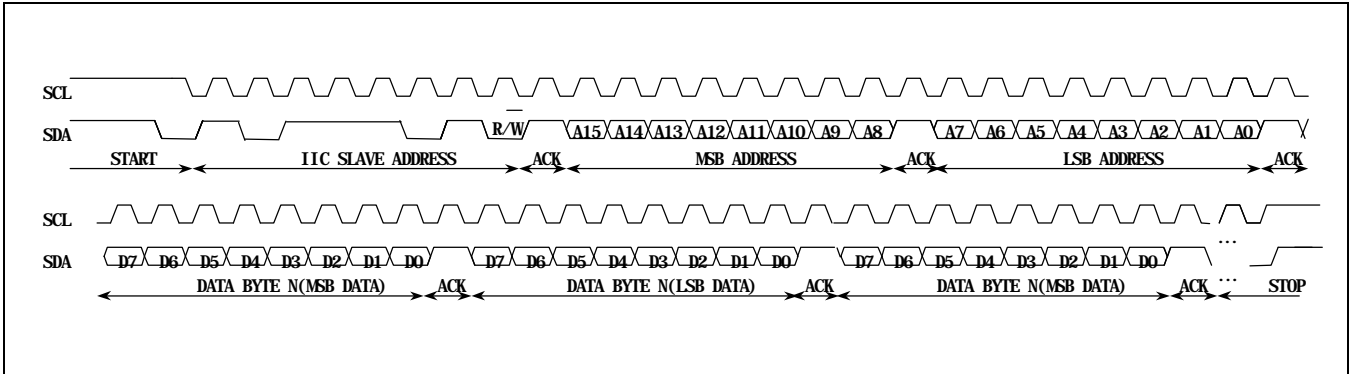 SCL
SDA R/W A15 A14 A13 A12 A11 A10 A9 A8 A7 A6 A5 A4 A3 A2 A1 A0
START IIC SLAVE ADDRESS ACK MSB ADDRESS ACK LSB ADDRESS ACK
SCL
...
SDA D7 D6 D5 D4 D3 D2 D1 D0 D7 D6 D5 D4 D3 D2 D1 D0 D7 D6 D5 D4 D3 D2 D1 D0
DATA BYTE N(MSB DATA) ACK DATA BYTE N(LSB DATA) ACK DATA BYTE N(MSB DATA) ACK ... STOP